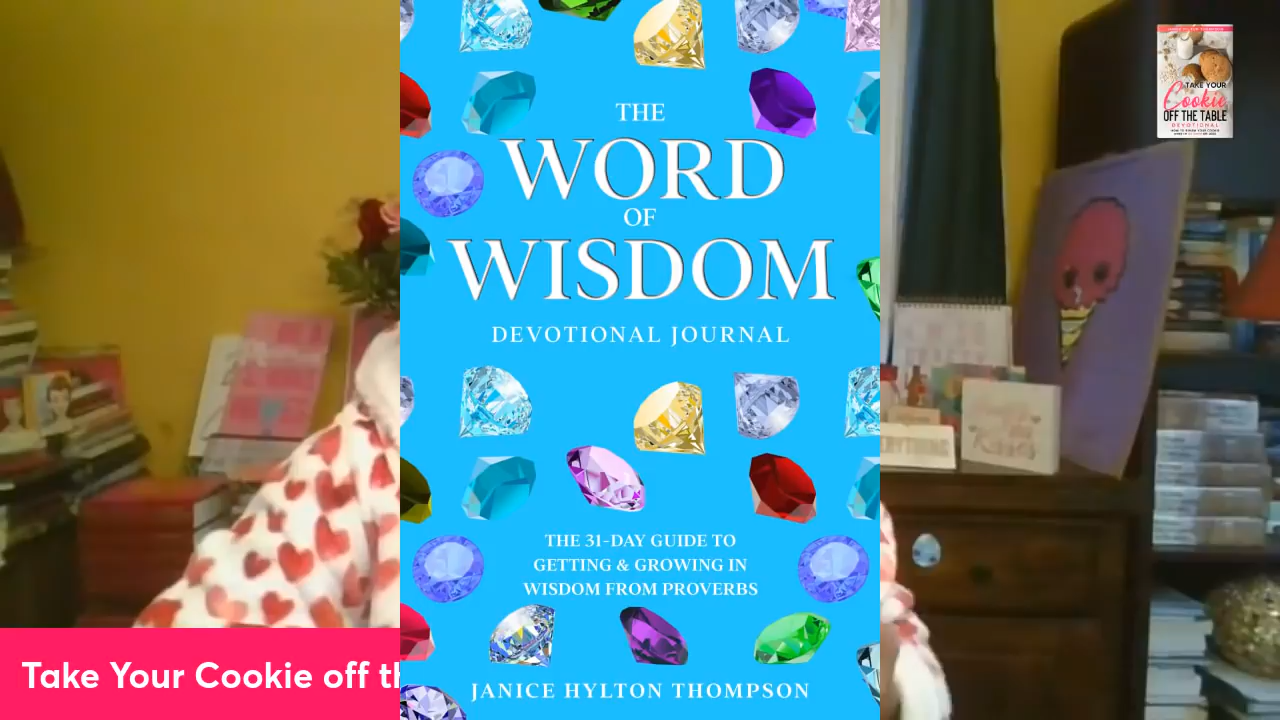 THE
WORD
OF
WISDOM
DEVOTIONAL JOURNAL
THE 31-DAY GUIDE TO
GETTING & GROWING IN
WISDOM FROM PROVERBS
JANICE HYLTON THOMPSON
Take Your Cookie off th
TAKE YOUR
Cookie
OFF THE TABLE
DEVOTIONAL